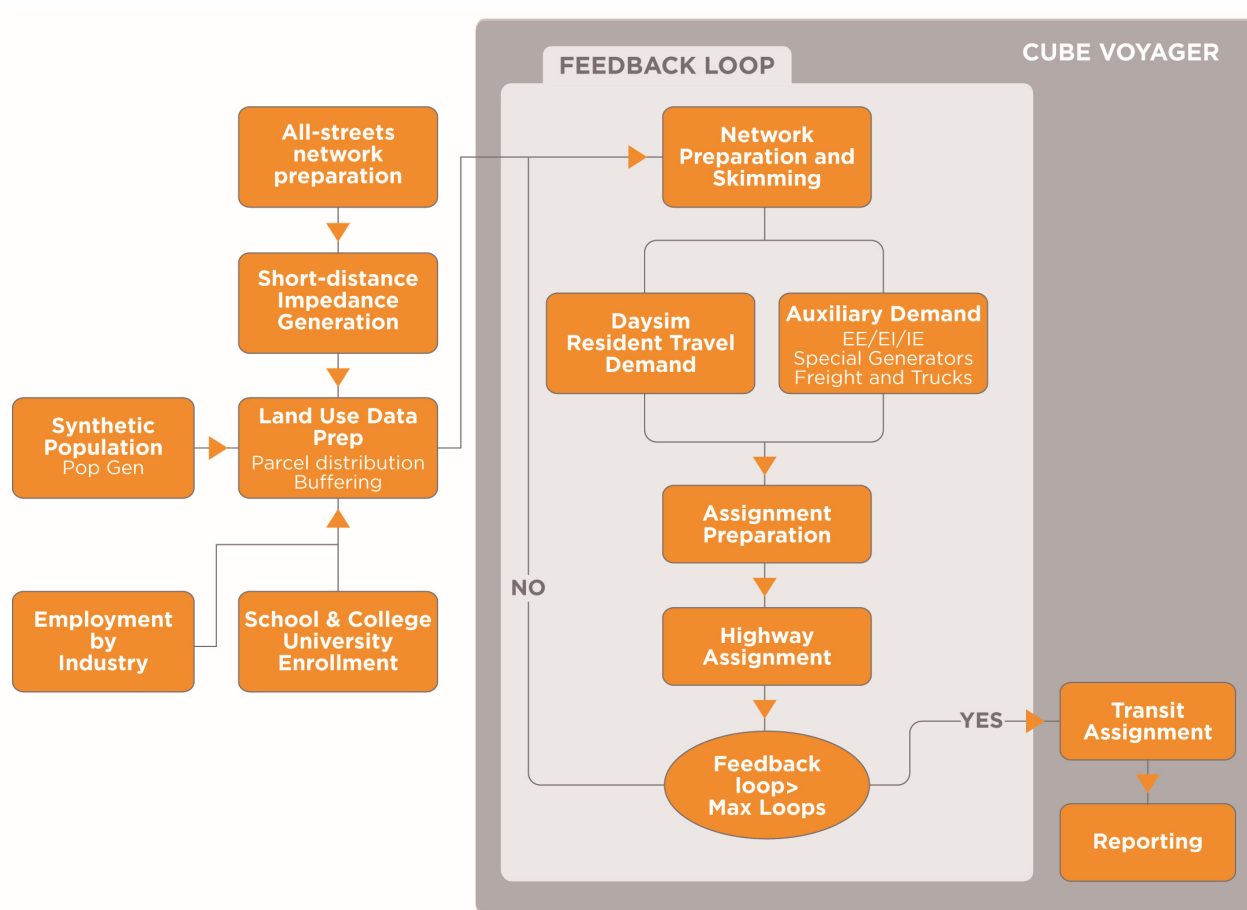 CUBE VOYAGER
FEEDBACK LOOP
All-streets
network
preparation
Short-distance
Impedance
Generation
Synthetic
Population
Pop Gen
Land Use Data
Prep
Parcel distribution
Buffering
Employment
by
Industry
School & College
University
Enrollment
Network
Preparation and
Skimming
Daysim
Resident Travel
Demand
Auxiliary Demand
EE/EI/IE
Special Generators
Freight and Trucks
Assignment
Preparation
Highway
Assignment
Feedback
loop>
Max Loops
NO
YES
Transit
Assignment
Reporting